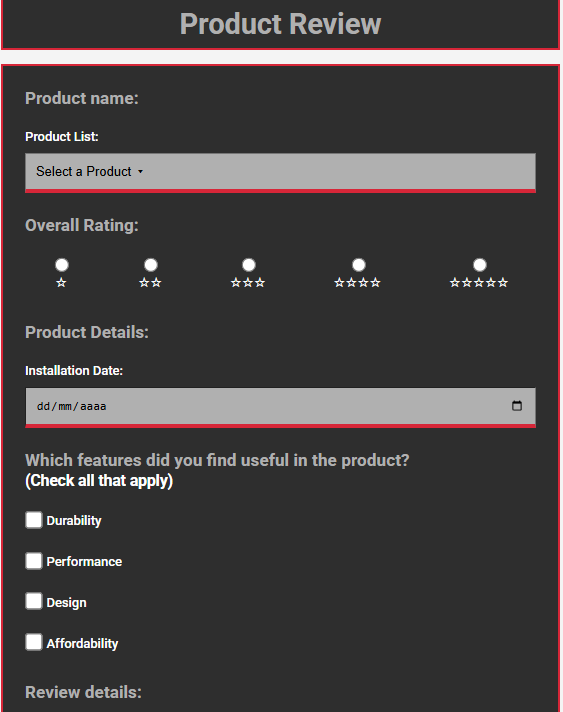 Product Review
Product name:
Product List:
Select a Product
Overall Rating:
☆ ☆☆ ☆☆☆ ☆☆☆☆ ☆☆☆☆☆
Product Details:
Installation Date:
dd/mm/aaaa
Which features did you find useful in the product?
(Check all that apply)
Durability
Performance
Design
Affordability
Review details: